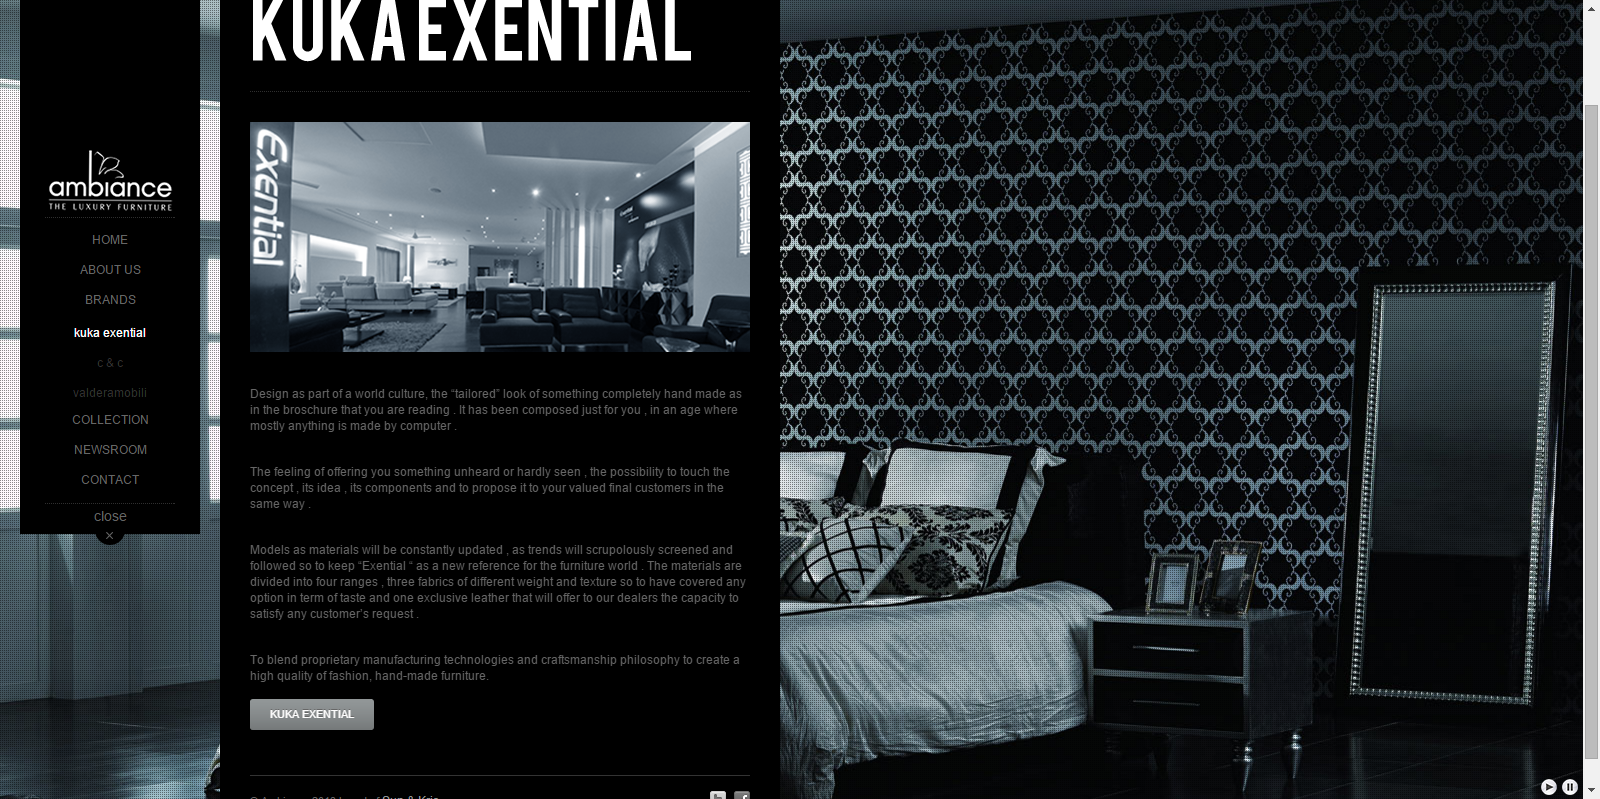 KUKA EXENTIAL
ambiance
THE LUXURY FURNITURE
HOME
ABOUT US
BRANDS
kuka exential
c & c
valderamobili
COLLECTION
NEWSROOM
CONTACT
close
Exential
Design as part of a world culture, the “tailored” look of something completely hand made as
in the broschure that you are reading . It has been composed just for you , in an age where
mostly anything is made by computer .
The feeling of offering you something unheard or hardly seen , the possibility to touch the
concept , its idea , its components and to propose it to your valued final customers in the
same way .
Models as materials will be constantly updated , as trends will scrupolously screened and
followed so to keep “Exential “ as a new reference for the furniture world . The materials are
divided into four ranges , three fabrics of different weight and texture so to have covered any
option in term of taste and one exclusive leather that will offer to our dealers the capacity to
satisfy any customer’s request .
To blend proprietary manufacturing technologies and craftsmanship philosophy to create a
high quality of fashion, hand-made furniture.
KUKA EXENTIAL